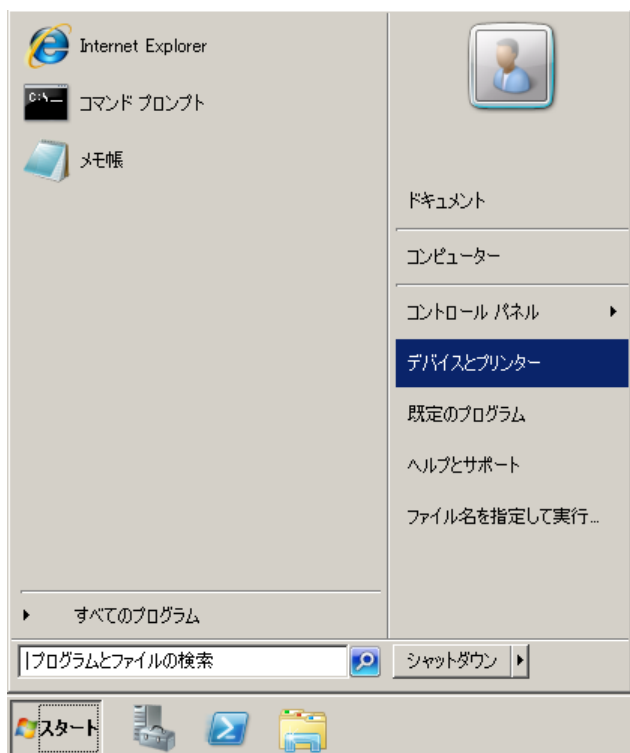 Internet Explorer
コマンド プロンプト
メモ帳
ドキュメント
コンピューター
コントロール パネル
デバイスとプリンター
既定のプログラム
ヘルプとサポート
ファイル名を指定して実行...
すべてのプログラム
プログラムとファイルの検索
シャットダウン
スタート